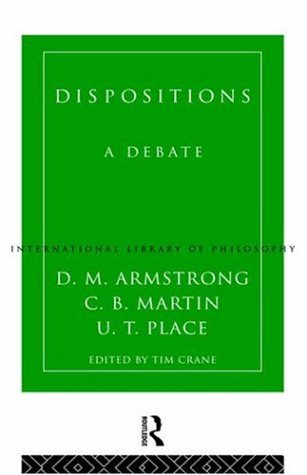 DISPOSITIONS
A DEBATE
INTERNATIONAL LIBRARY OF PHILOSOPHY
D. M. ARMSTRONG
C. B. MARTIN
U. T. PLACE
EDITED BY TIM CRANE
ROUTLEDGE